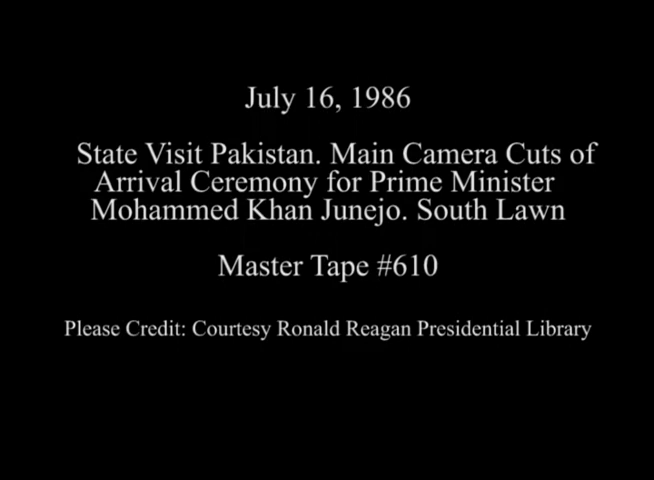 July 16, 1986
State Visit Pakistan. Main Camera Cuts of
Arrival Ceremony for Prime Minister
Mohammed Khan Junejo. South Lawn
Master Tape #610
Please Credit: Courtesy Ronald Reagan Presidential Library